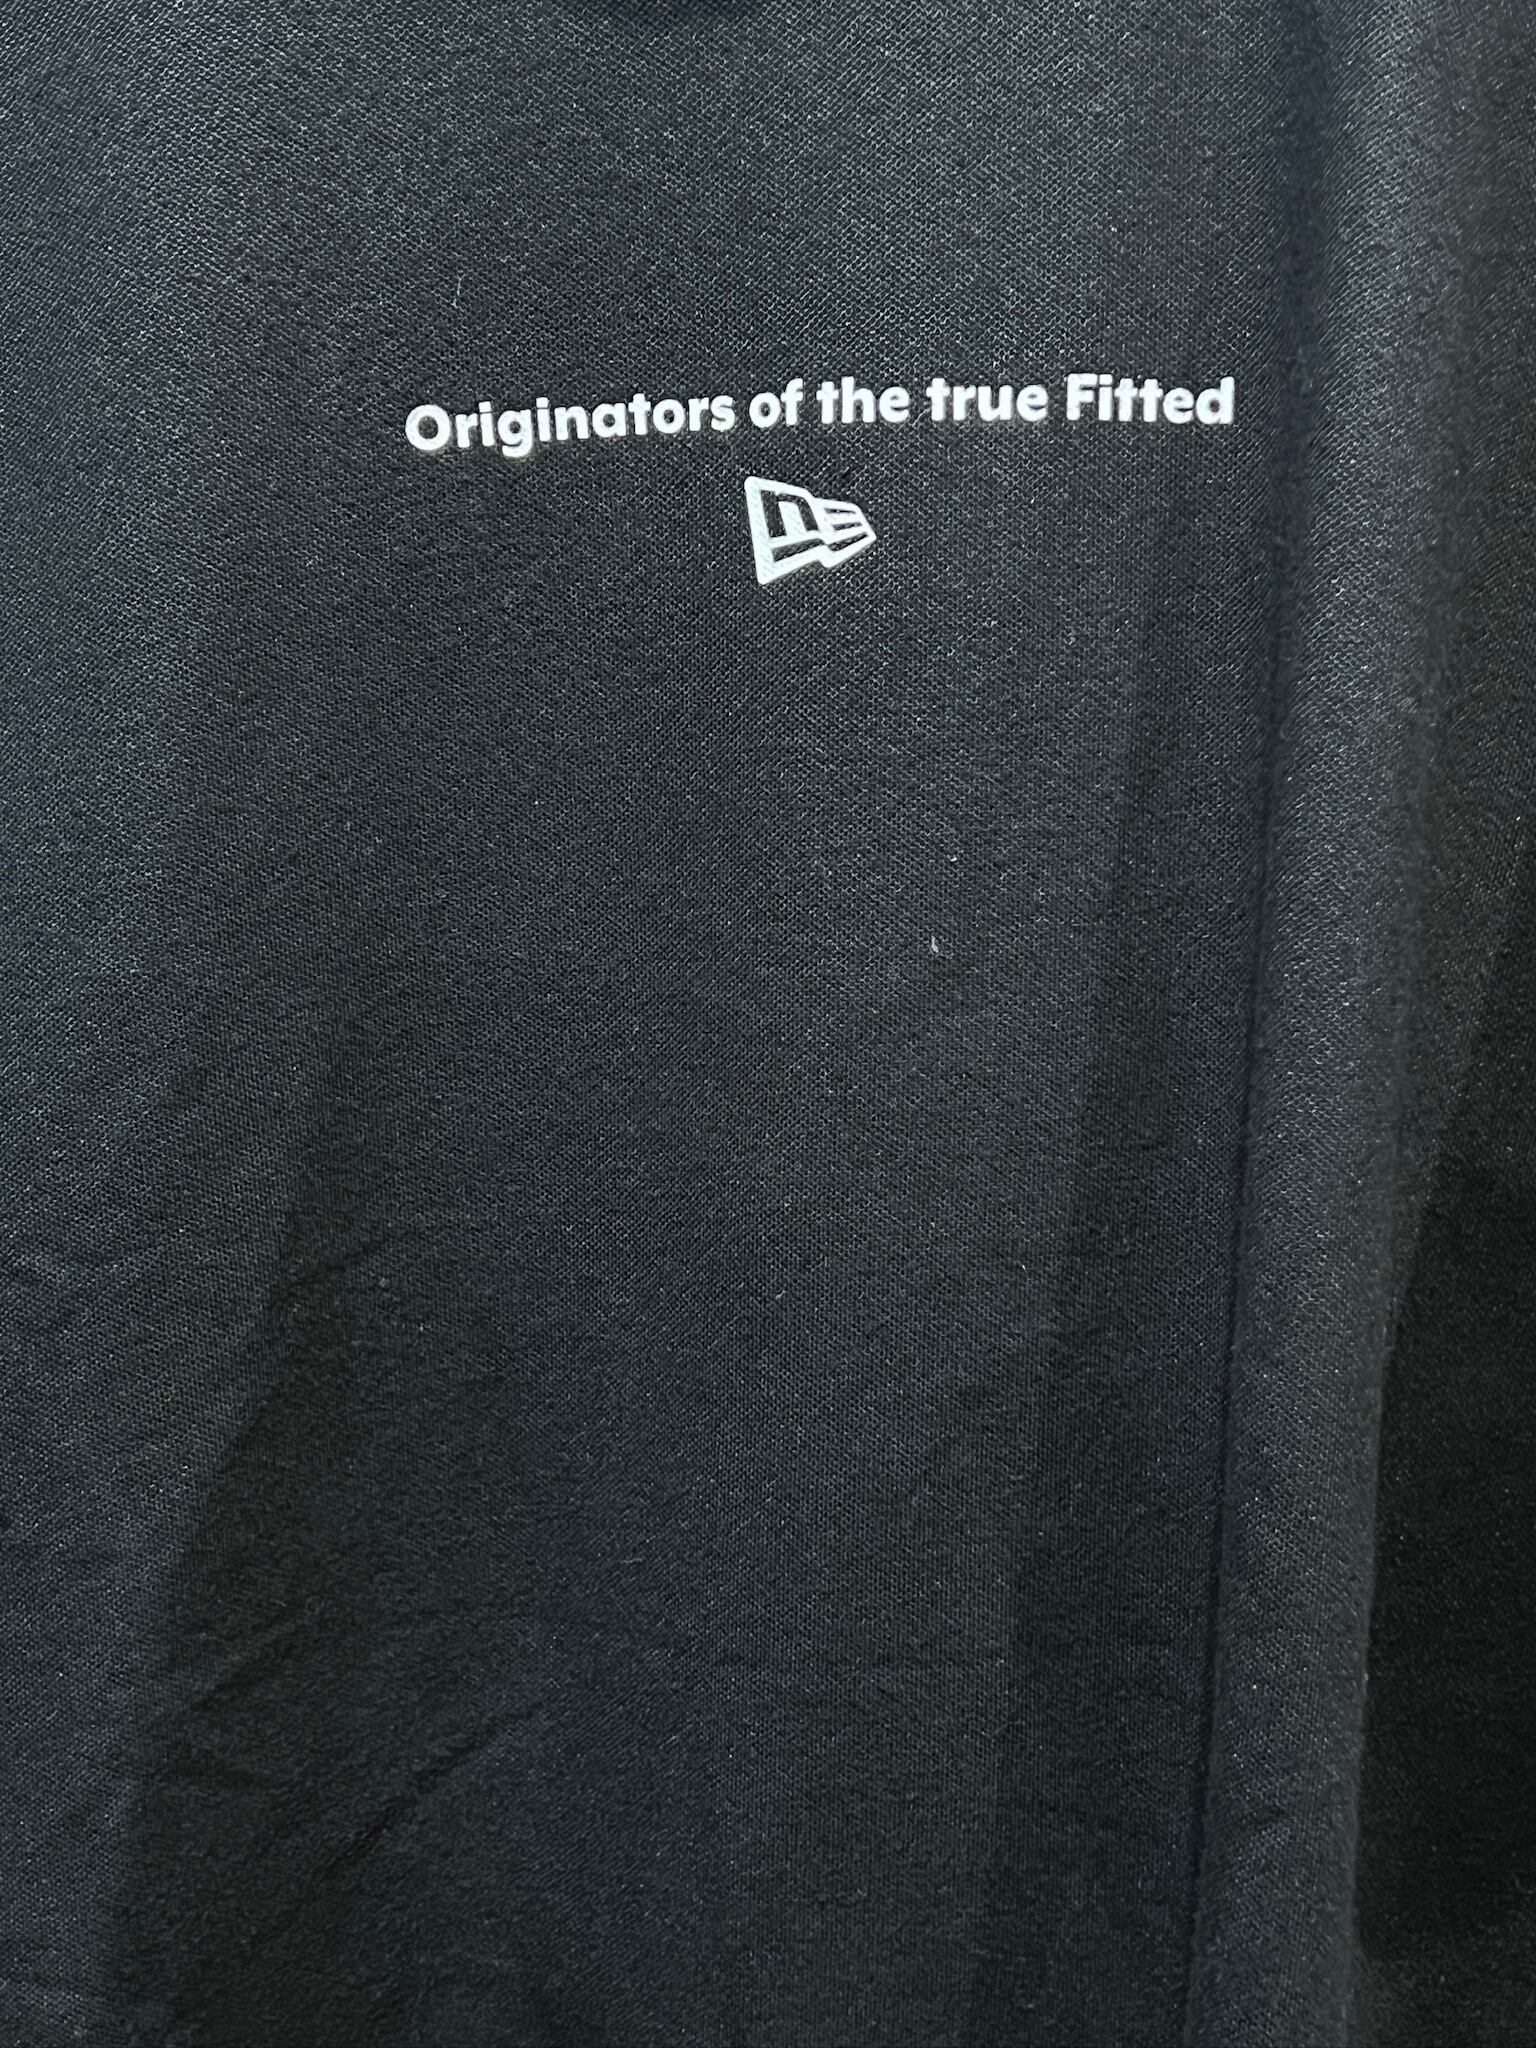 Originators of the true Fitted